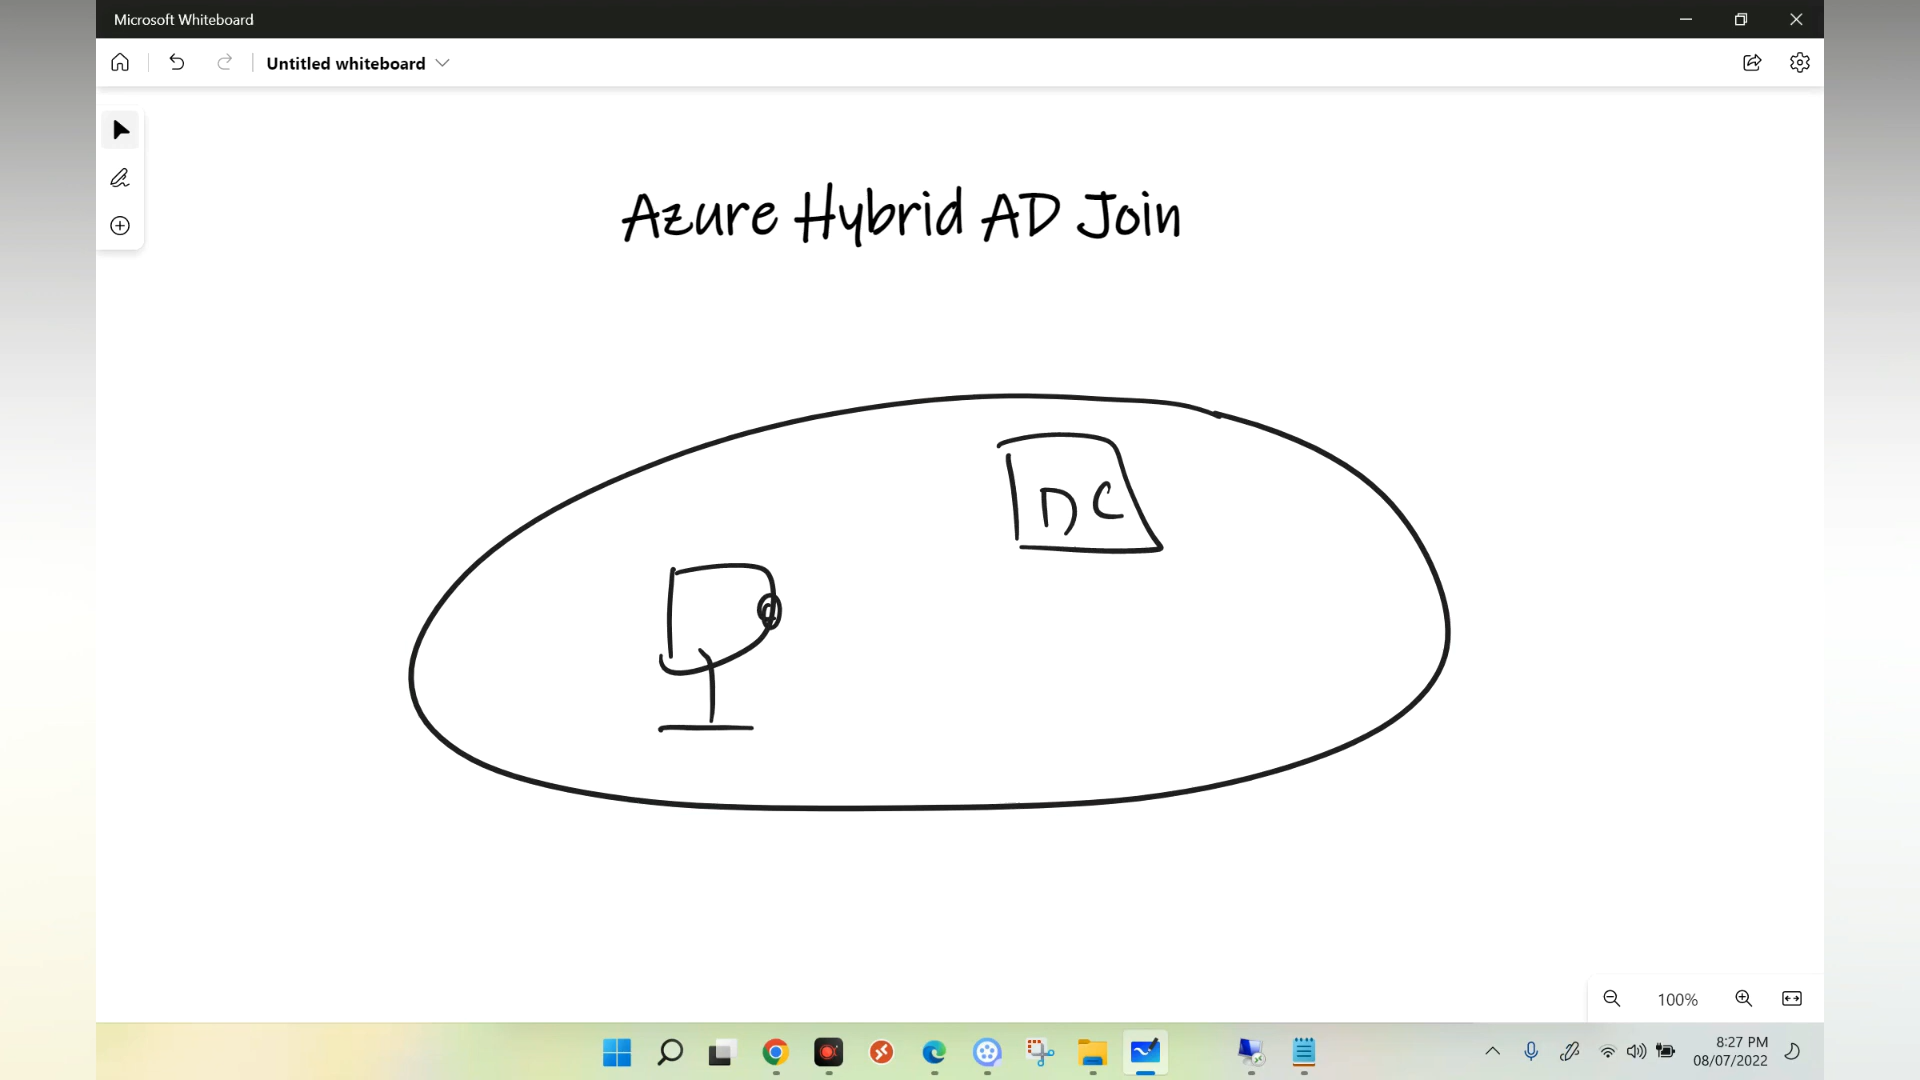 Microsoft Whiteboard
Untitled whiteboard
Azure Hybrid AD Join
DC
100%
8:27 PM
08/07/2022